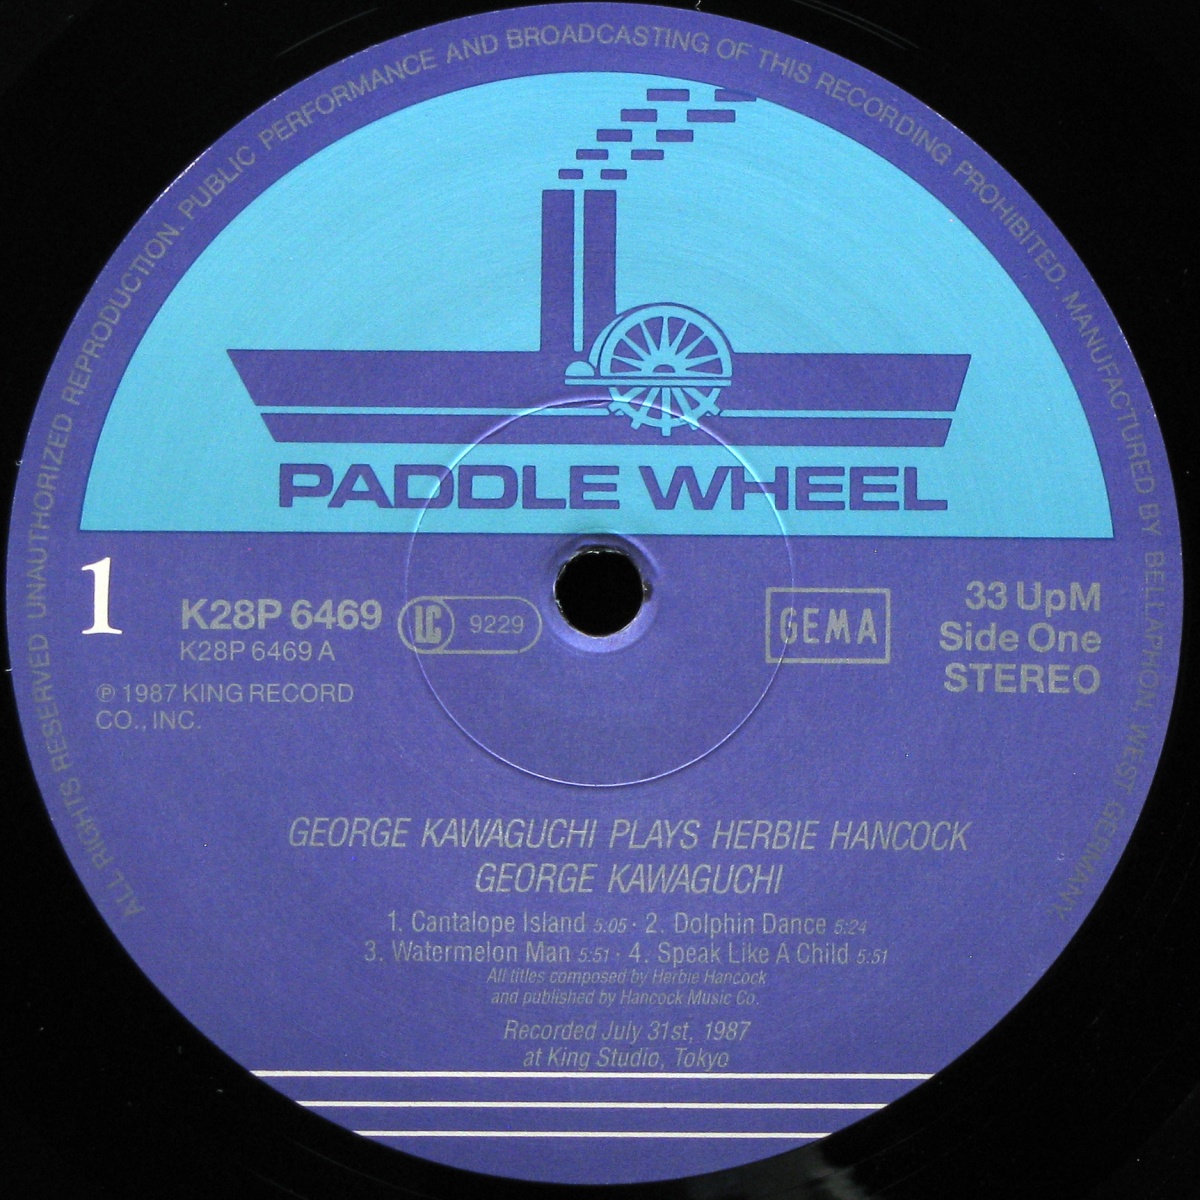 ALL RIGHTS RESERVED UNAUTHORIZED REPRODUCTION. PUBLIC PERFORMANCE AND BROADCASTING OF THIS RECORDING PROHIBITED. MANUFACTURED BY BELLAPHON, WEST GERMANY
PADDLE WHEEL
1
K28P 6469
K28P 6469 A
℗ 1987 KING RECORD
CO., INC.
LC 9229
GEMA
33 UpM
Side One
STEREO
GEORGE KAWAGUCHI PLAYS HERBIE HANCOCK
GEORGE KAWAGUCHI
1. Cantalope Island 5:05 · 2. Dolphin Dance 5:24
3. Watermelon Man 5:51 · 4. Speak Like A Child 5:51
All titles composed by Herbie Hancock
and published by Hancock Music Co.
Recorded July 31st, 1987
at King Studio, Tokyo